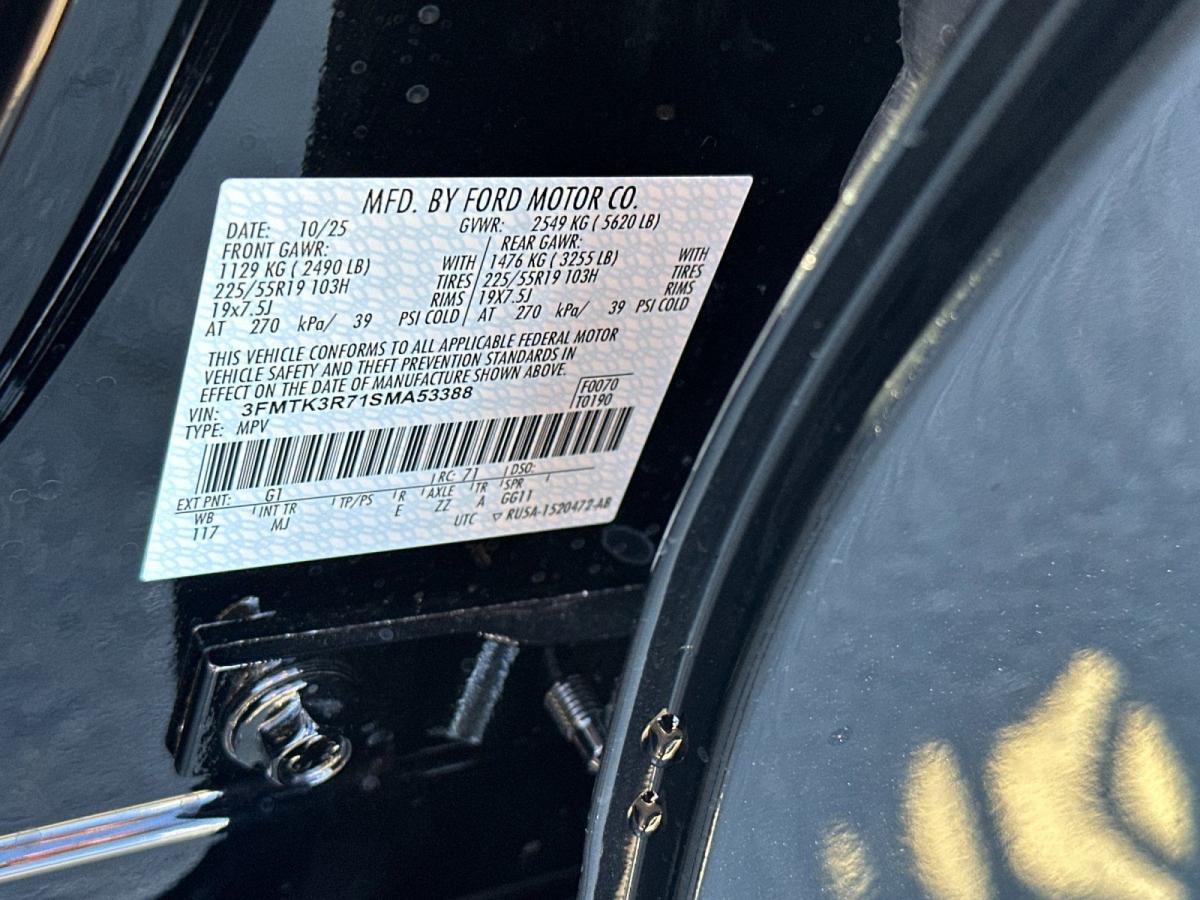 MFD. BY FORD MOTOR CO.
DATE: 10/25 GVWR: 2549 KG ( 5620 LB)
FRONT GAWR: REAR GAWR:
1129 KG ( 2490 LB) WITH 1476 KG ( 3255 LB) WITH
225/55R19 103H TIRES 225/55R19 103H TIRES
19x7.5J RIMS 19X7.5J RIMS
AT 270 kPa/ 39 PSI COLD AT 270 kPa/ 39 PSI COLD
THIS VEHICLE CONFORMS TO ALL APPLICABLE FEDERAL MOTOR
VEHICLE SAFETY AND THEFT PREVENTION STANDARDS IN
EFFECT ON THE DATE OF MANUFACTURE SHOWN ABOVE.
VIN: 3FMTK3R71SMA53388 F0070
TYPE: MPV T0190
EXT PNT: G1 RC: 71 DSO:
WB INT TR TP/PS R AXLE TR SPR
117 MJ E ZZ A GG11
UTC ▽ RU5A-1520472-AB